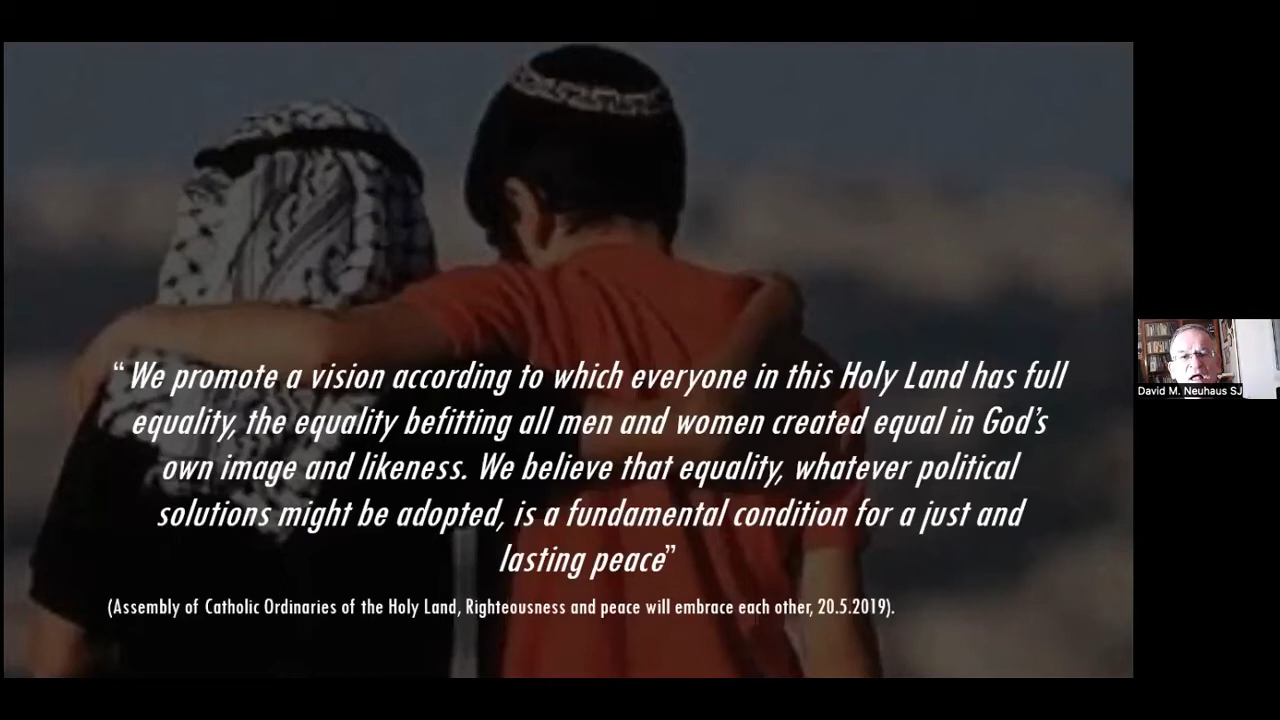 “We promote a vision according to which everyone in this Holy Land has full
equality, the equality befitting all men and women created equal in God’s
own image and likeness. We believe that equality, whatever political
solutions might be adopted, is a fundamental condition for a just and
lasting peace”
(Assembly of Catholic Ordinaries of the Holy Land, Righteousness and peace will embrace each other, 20.5.2019).
David M. Neuhaus SJ